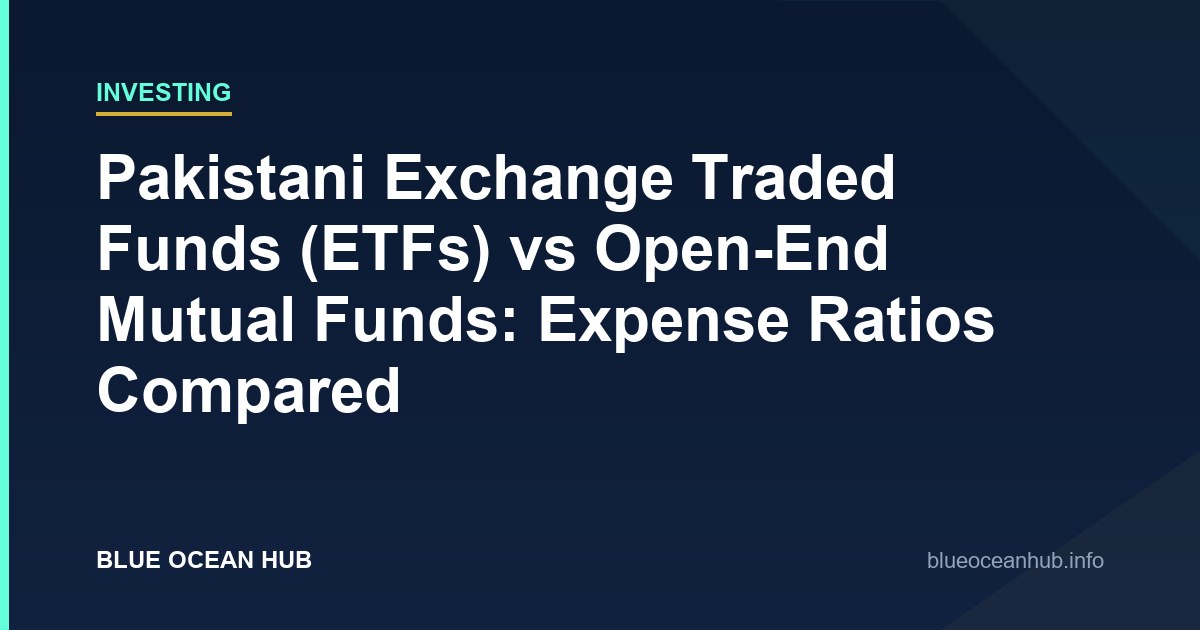 INVESTING
Pakistani Exchange Traded
Funds (ETFs) vs Open-End
Mutual Funds: Expense Ratios
Compared
BLUE OCEAN HUB
blueoceanhub.info